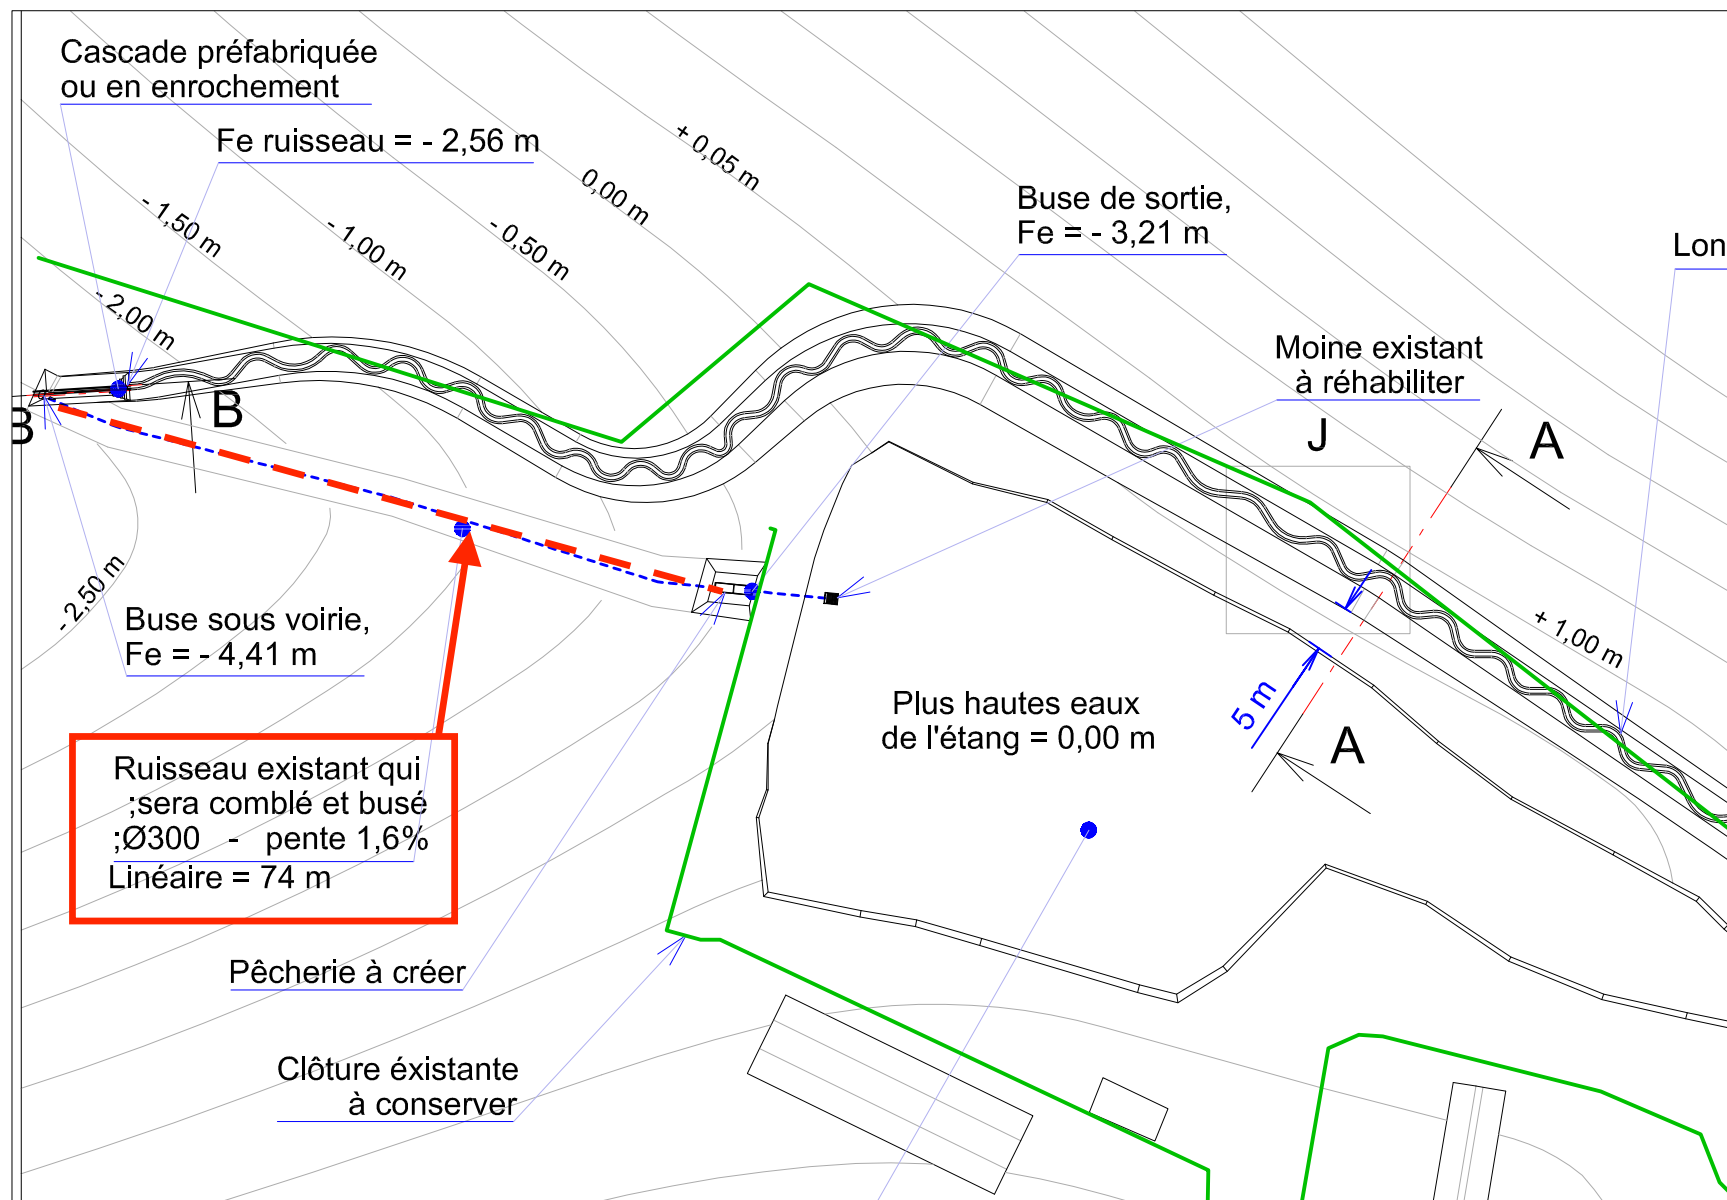 Cascade préfabriquée
ou en enrochement
Fe ruisseau = - 2,56 m
+ 0,05 m
0,00 m
- 0,50 m
- 1,00 m
- 1,50 m
- 2,00 m
Buse de sortie,
Fe = - 3,21 m
Lon
Moine existant
à réhabiliter
B
B
J
A
- 2,50 m
Buse sous voirie,
Fe = - 4,41 m
+ 1,00 m
5 m
Plus hautes eaux
de l'étang = 0,00 m
A
Ruisseau existant qui
;sera comblé et busé
;Ø300 - pente 1,6%
Linéaire = 74 m
Pêcherie à créer
Clôture éxistante
à conserver